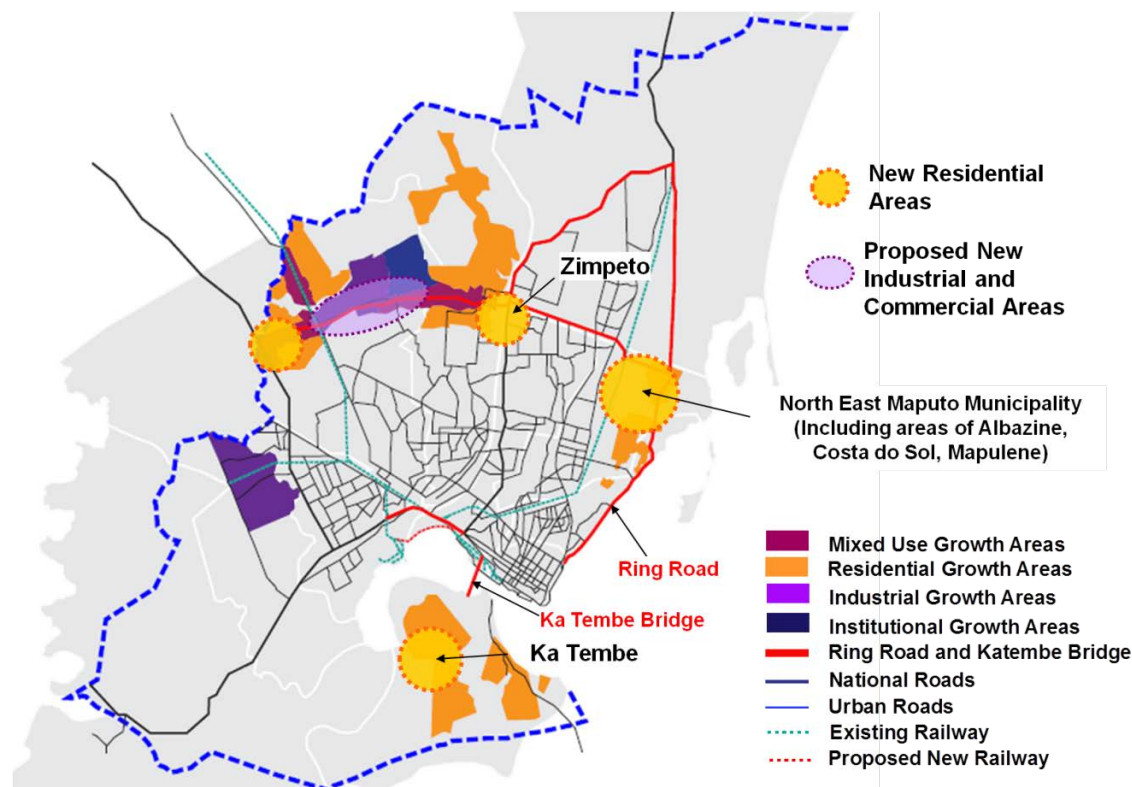 New Residential
Areas
Proposed New
Industrial and
Commercial Areas
Zimpeto
North East Maputo Municipality
(Including areas of Albazine,
Costa do Sol, Mapulene)
Ring Road
Ka Tembe Bridge
Ka Tembe
Mixed Use Growth Areas
Residential Growth Areas
Industrial Growth Areas
Institutional Growth Areas
Ring Road and Katembe Bridge
National Roads
Urban Roads
Existing Railway
Proposed New Railway